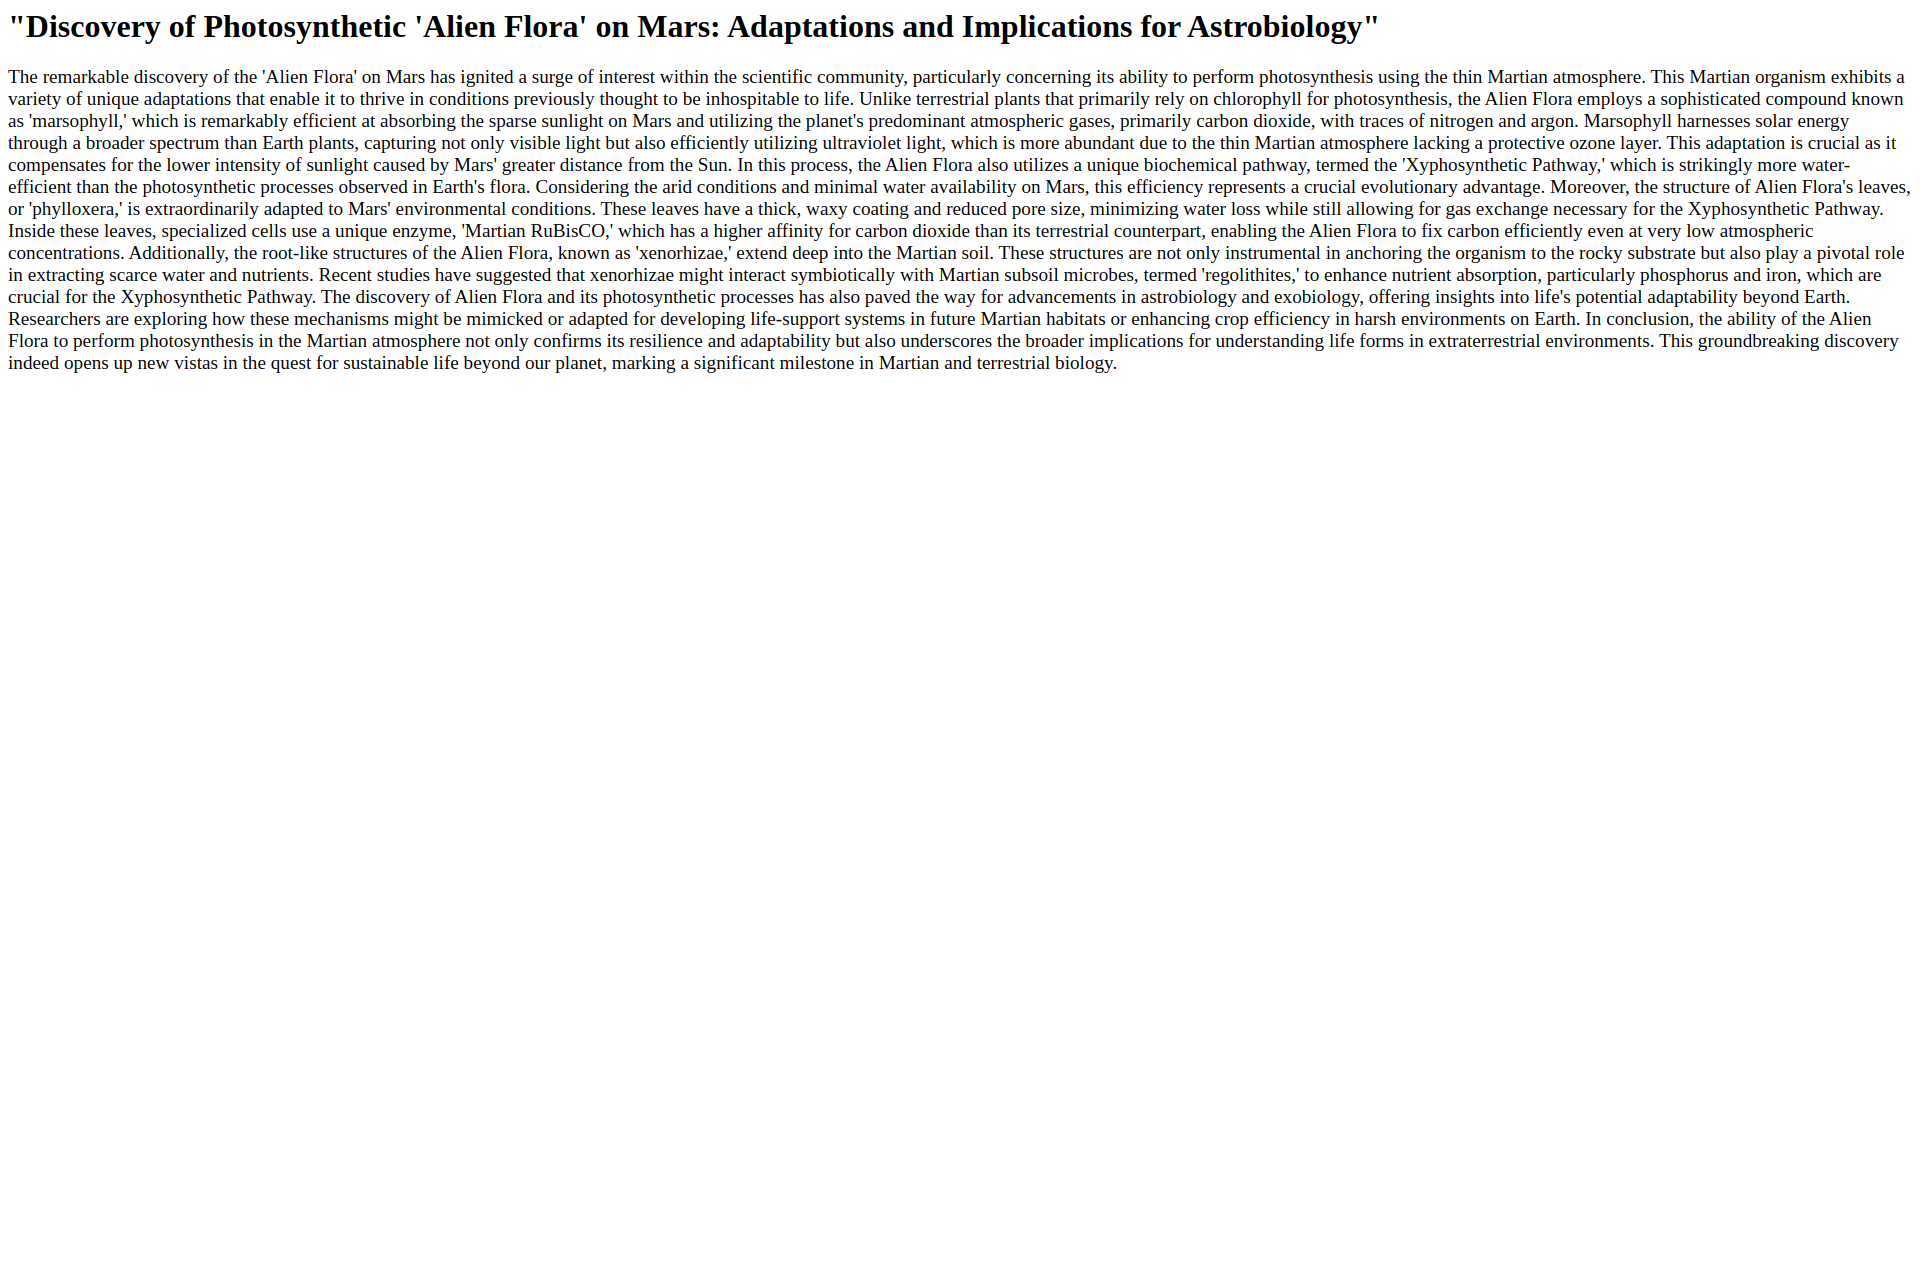 "Discovery of Photosynthetic 'Alien Flora' on Mars: Adaptations and Implications for Astrobiology"
The remarkable discovery of the 'Alien Flora' on Mars has ignited a surge of interest within the scientific community, particularly concerning its ability to perform photosynthesis using the thin Martian atmosphere. This Martian organism exhibits a
variety of unique adaptations that enable it to thrive in conditions previously thought to be inhospitable to life. Unlike terrestrial plants that primarily rely on chlorophyll for photosynthesis, the Alien Flora employs a sophisticated compound known
as 'marsophyll,' which is remarkably efficient at absorbing the sparse sunlight on Mars and utilizing the planet's predominant atmospheric gases, primarily carbon dioxide, with traces of nitrogen and argon. Marsophyll harnesses solar energy
through a broader spectrum than Earth plants, capturing not only visible light but also efficiently utilizing ultraviolet light, which is more abundant due to the thin Martian atmosphere lacking a protective ozone layer. This adaptation is crucial as it
compensates for the lower intensity of sunlight caused by Mars' greater distance from the Sun. In this process, the Alien Flora also utilizes a unique biochemical pathway, termed the 'Xyphosynthetic Pathway,' which is strikingly more water-
efficient than the photosynthetic processes observed in Earth's flora. Considering the arid conditions and minimal water availability on Mars, this efficiency represents a crucial evolutionary advantage. Moreover, the structure of Alien Flora's leaves,
or 'phylloxera,' is extraordinarily adapted to Mars' environmental conditions. These leaves have a thick, waxy coating and reduced pore size, minimizing water loss while still allowing for gas exchange necessary for the Xyphosynthetic Pathway.
Inside these leaves, specialized cells use a unique enzyme, 'Martian RuBisCO,' which has a higher affinity for carbon dioxide than its terrestrial counterpart, enabling the Alien Flora to fix carbon efficiently even at very low atmospheric
concentrations. Additionally, the root-like structures of the Alien Flora, known as 'xenorhizae,' extend deep into the Martian soil. These structures are not only instrumental in anchoring the organism to the rocky substrate but also play a pivotal role
in extracting scarce water and nutrients. Recent studies have suggested that xenorhizae might interact symbiotically with Martian subsoil microbes, termed 'regolithites,' to enhance nutrient absorption, particularly phosphorus and iron, which are
crucial for the Xyphosynthetic Pathway. The discovery of Alien Flora and its photosynthetic processes has also paved the way for advancements in astrobiology and exobiology, offering insights into life's potential adaptability beyond Earth.
Researchers are exploring how these mechanisms might be mimicked or adapted for developing life-support systems in future Martian habitats or enhancing crop efficiency in harsh environments on Earth. In conclusion, the ability of the Alien
Flora to perform photosynthesis in the Martian atmosphere not only confirms its resilience and adaptability but also underscores the broader implications for understanding life forms in extraterrestrial environments. This groundbreaking discovery
indeed opens up new vistas in the quest for sustainable life beyond our planet, marking a significant milestone in Martian and terrestrial biology.